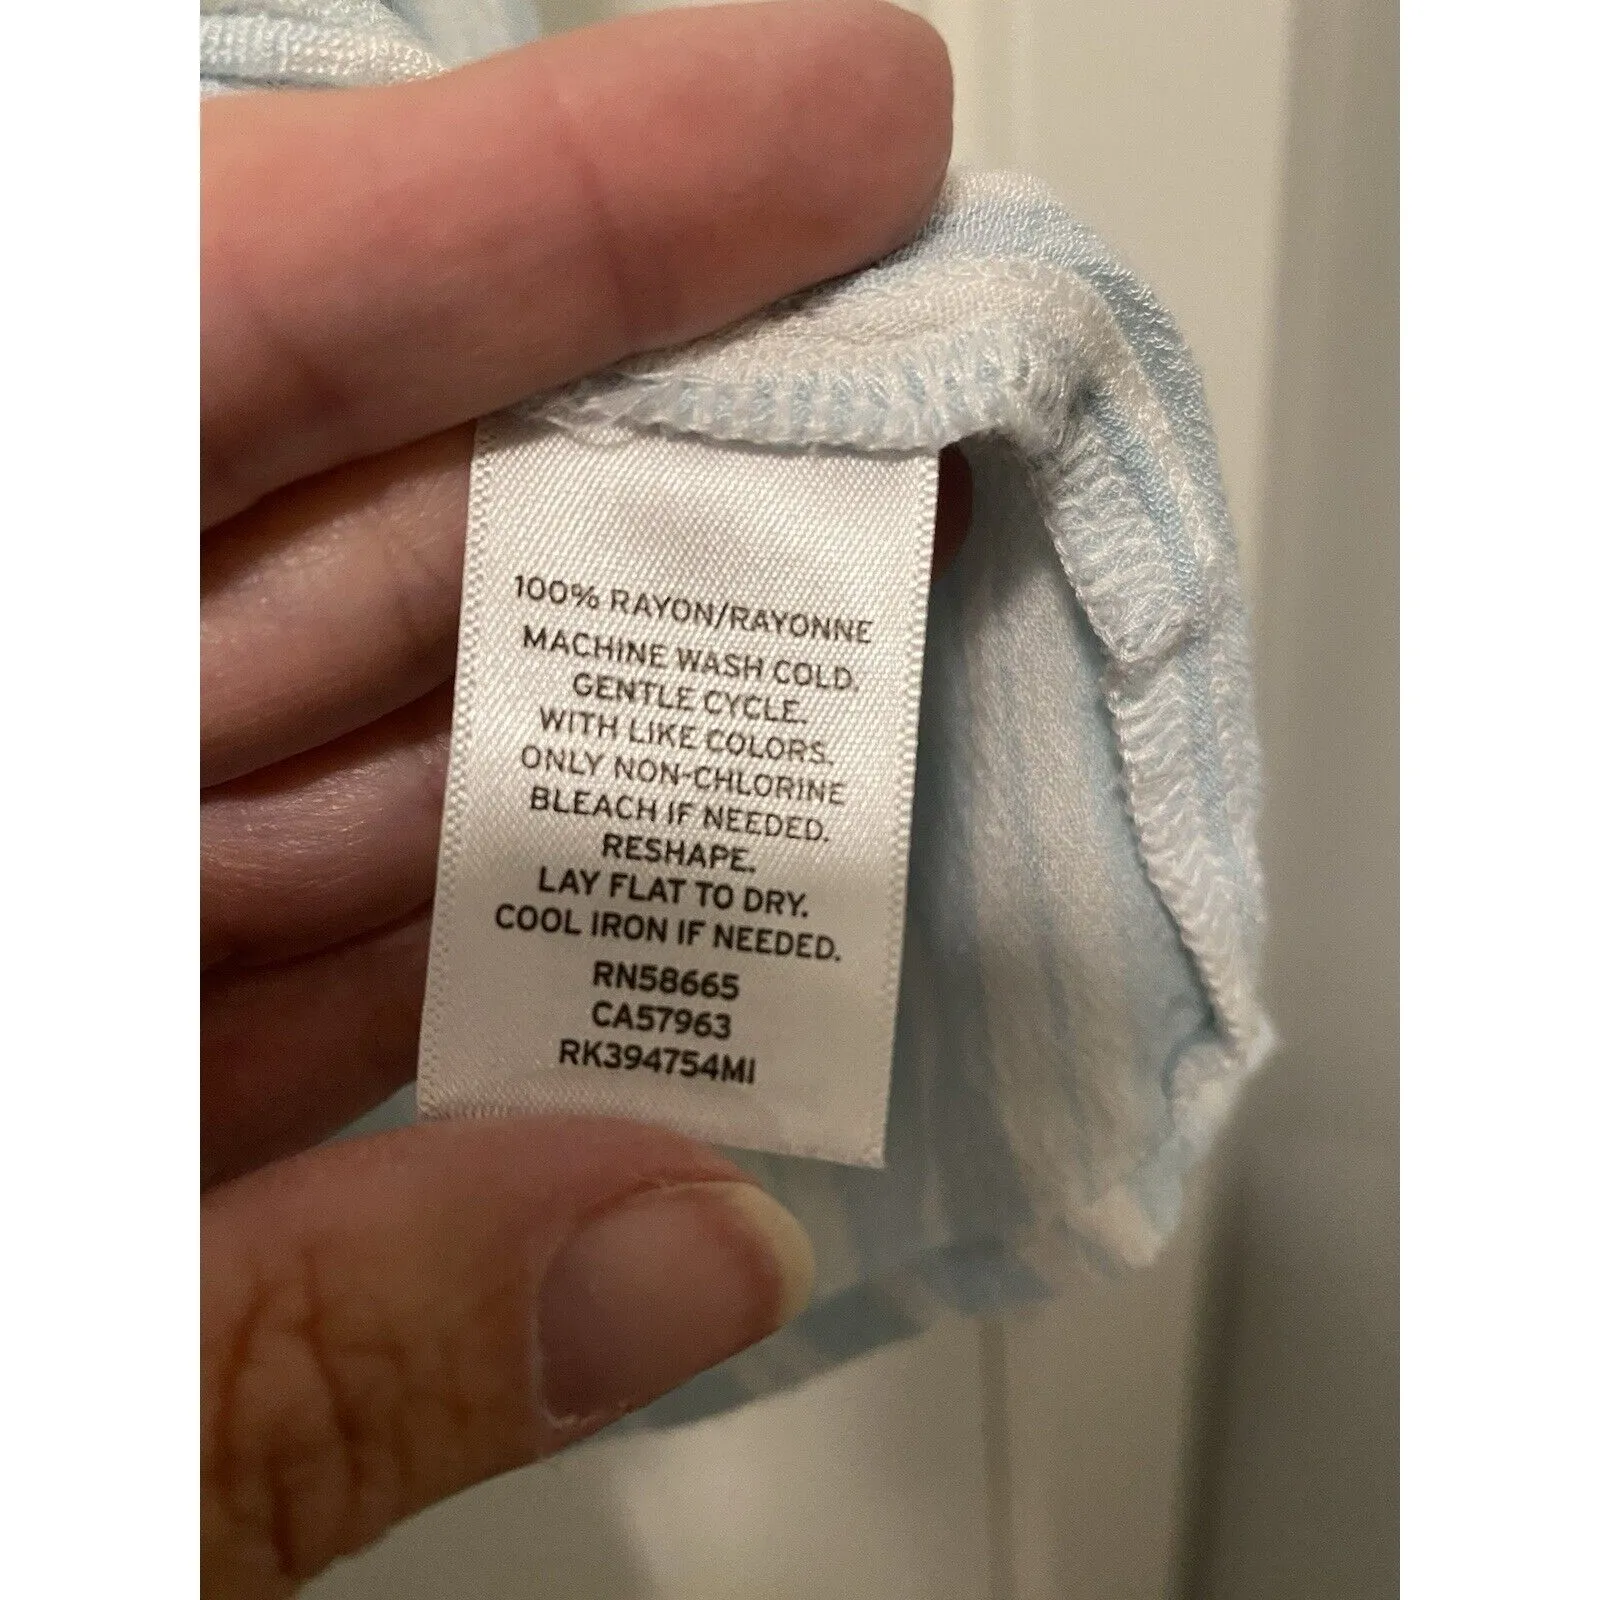 100% RAYON/RAYONNE
MACHINE WASH COLD.
GENTLE CYCLE.
WITH LIKE COLORS.
ONLY NON-CHLORINE
BLEACH IF NEEDED.
RESHAPE.
LAY FLAT TO DRY.
COOL IRON IF NEEDED.
RN58665
CA57963
RK394754MI